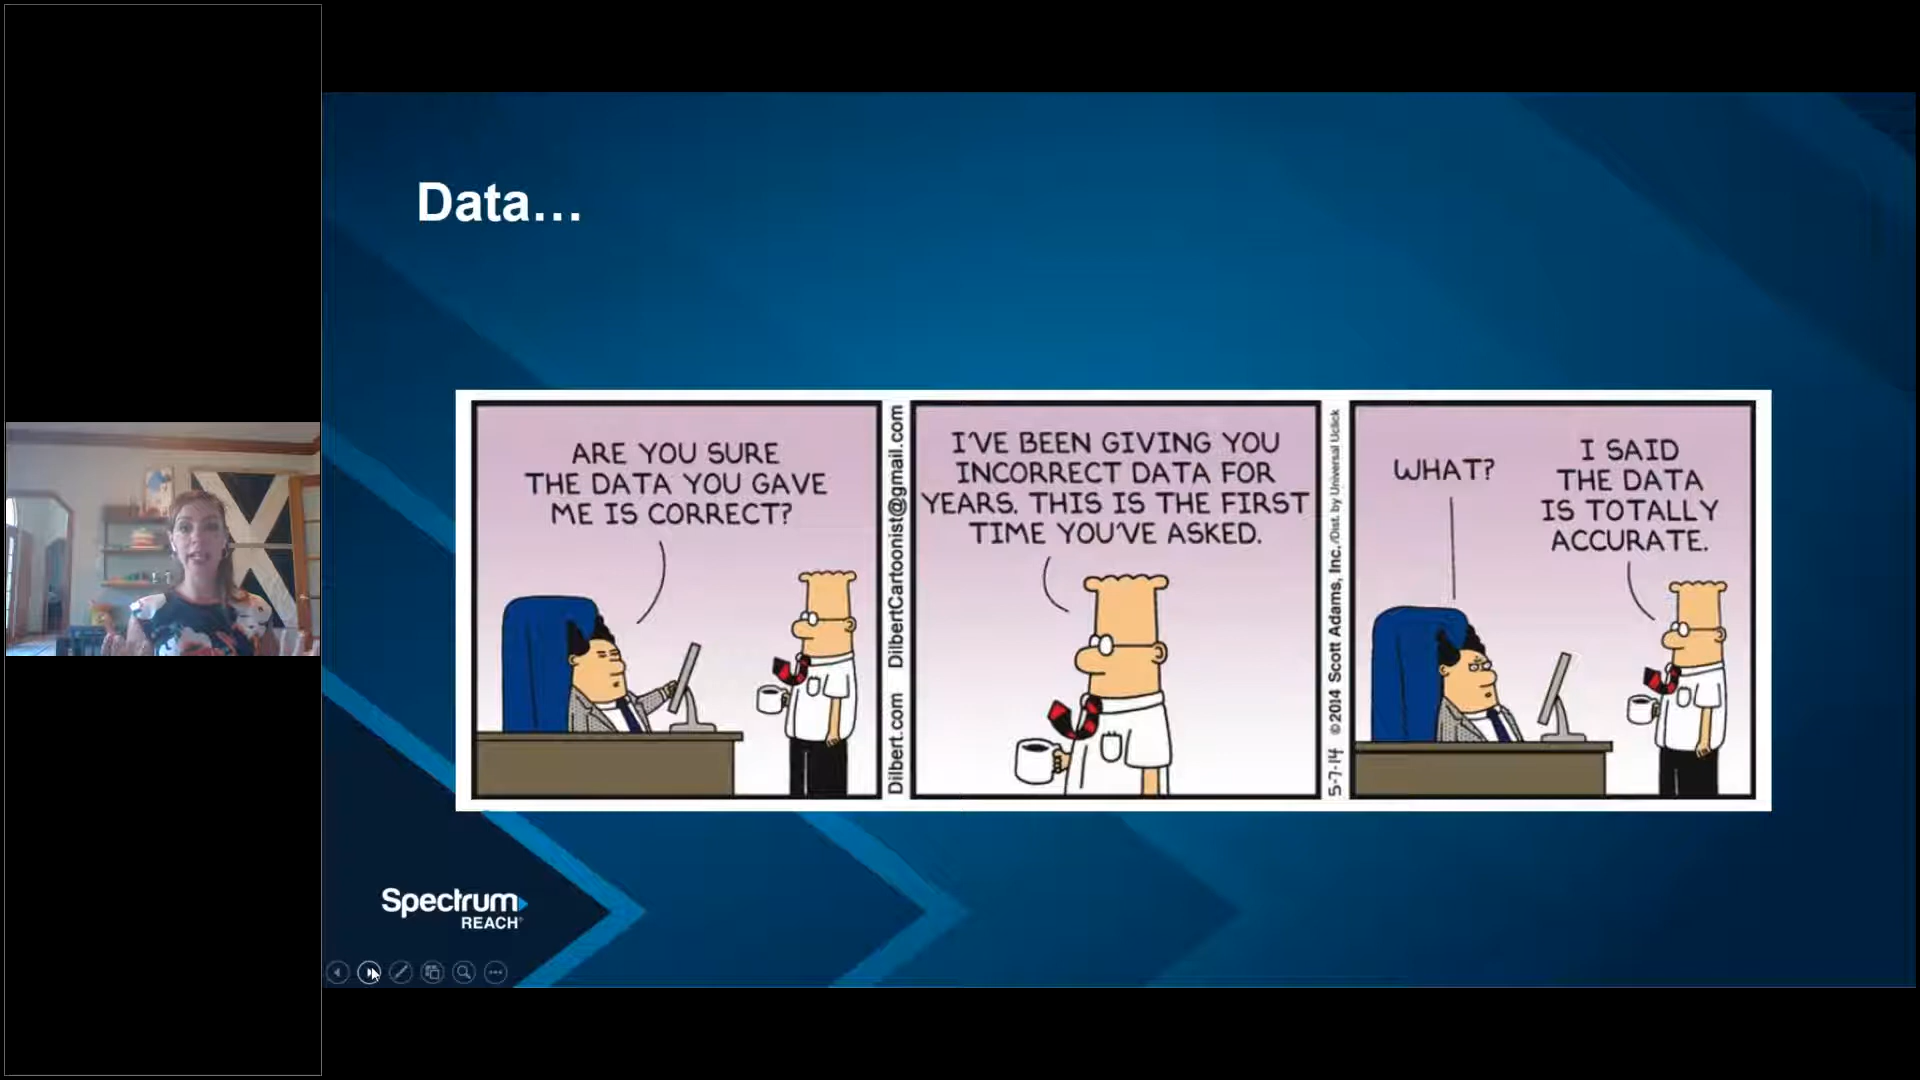 Data...
ARE YOU SURE
THE DATA YOU GAVE
ME IS CORRECT?
Dilbert.com DilbertCartoonist@gmail.com
I'VE BEEN GIVING YOU
INCORRECT DATA FOR
YEARS. THIS IS THE FIRST
TIME YOU'VE ASKED.
5-7-14 ©2014 Scott Adams, Inc. /Dist. by Universal Uclick
WHAT?
I SAID
THE DATA
IS TOTALLY
ACCURATE.
Spectrum
REACH